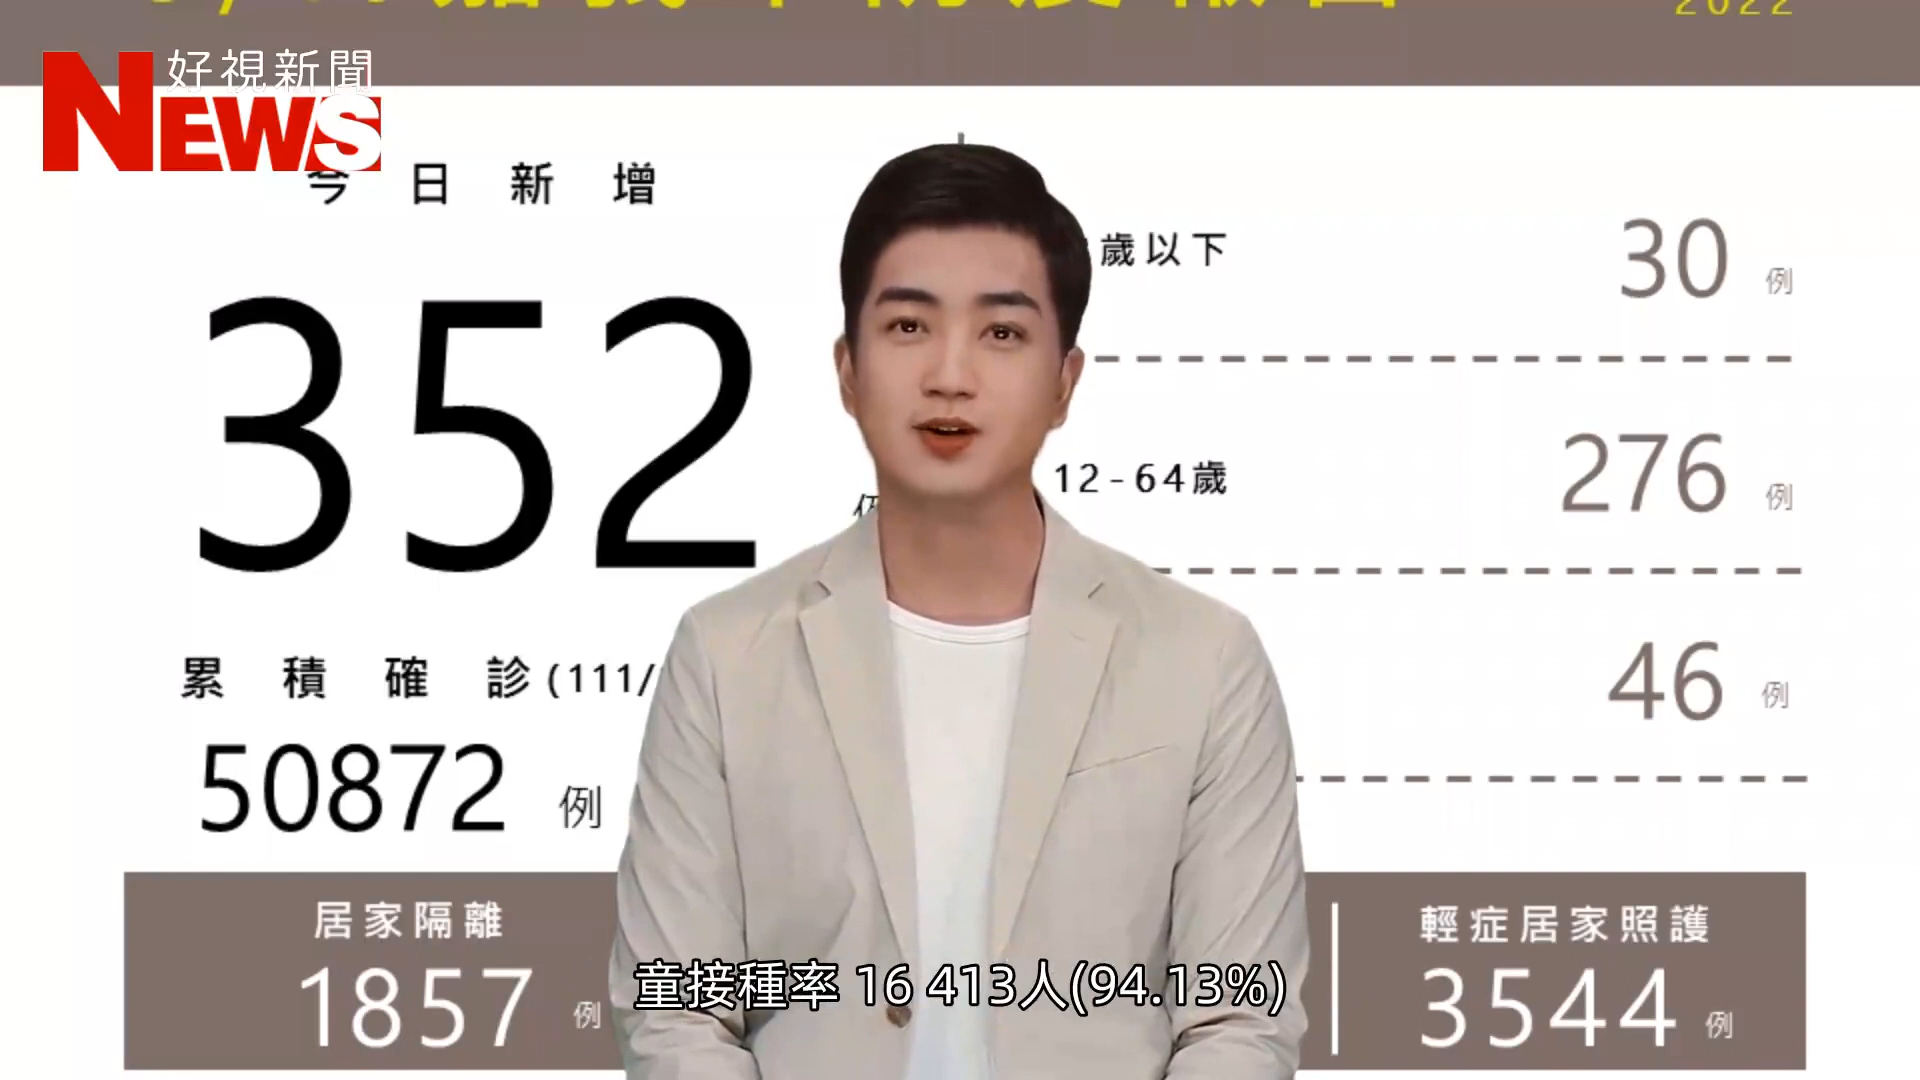 2022
好視新聞
NEWS
今日新增
352
歲以下
30 例
12-64歲
276 例
46 例
累積確診(111/
50872 例
居家隔離
1857 例
輕症居家照護
3544 例
童接種率 16 413人(94.13%)